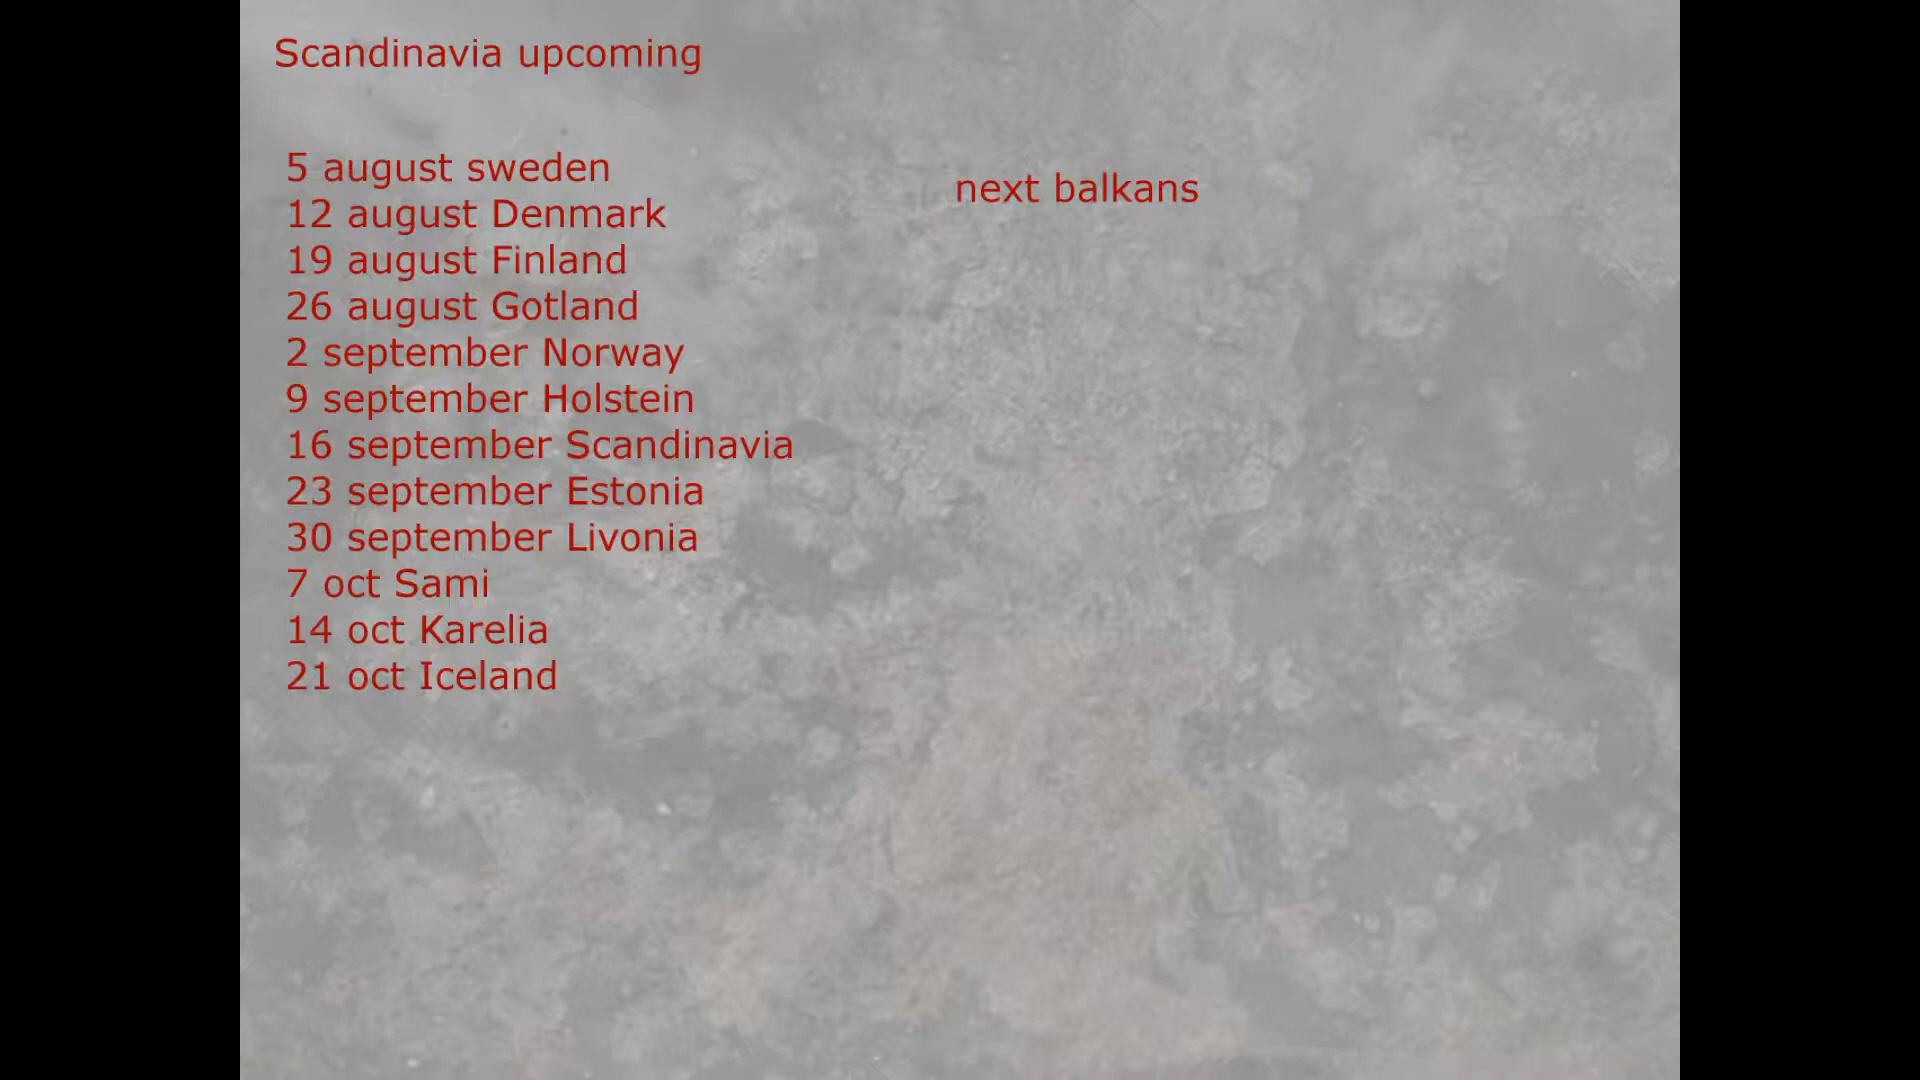 Scandinavia upcoming
5 august sweden
12 august Denmark
19 august Finland
26 august Gotland
2 september Norway
9 september Holstein
16 september Scandinavia
23 september Estonia
30 september Livonia
7 oct Sami
14 oct Karelia
21 oct Iceland
next balkans